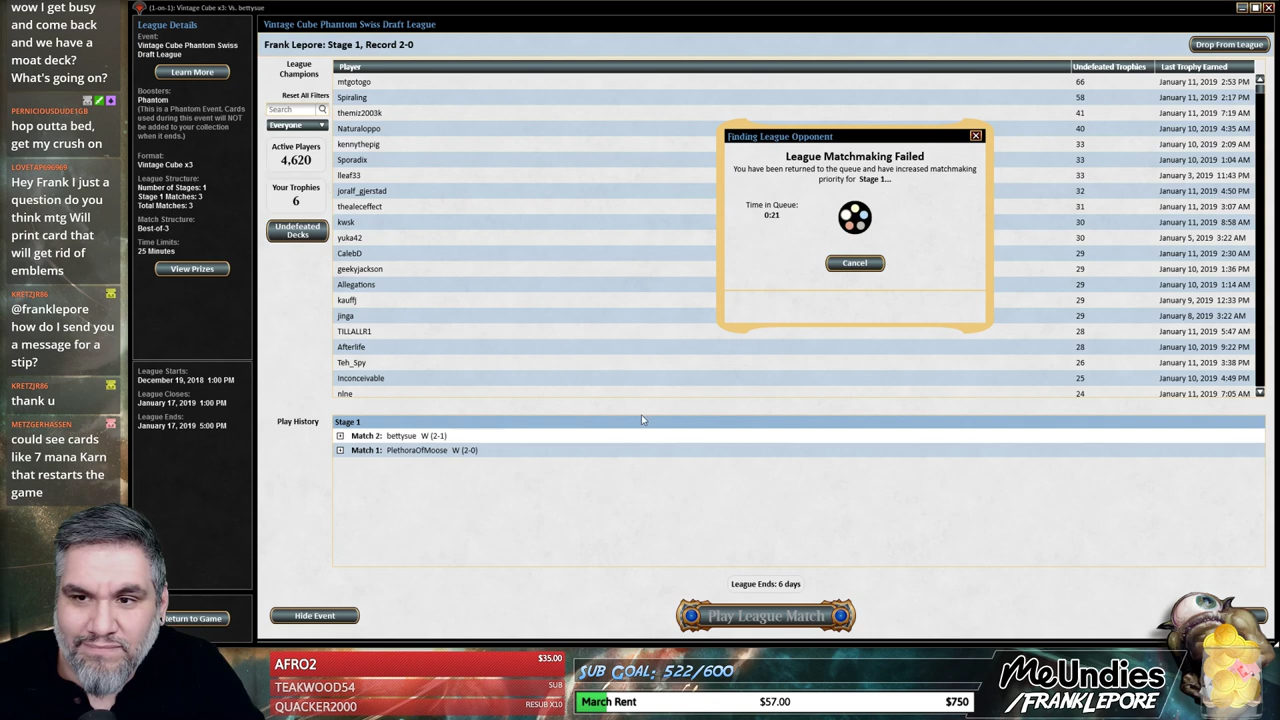 wow I get busy
and come back
and we have a
moat deck?
What's going on?
PERNICIOUSDUDE1GB
hop outta bed,
get my crush on
LOVETAP696969
Hey Frank I just a
question do you
think mtg Will
print card that
will get rid of
emblems
KRETZJR86
@franklepore
how do I send you
a message for a
stip?
KRETZJR86
thank u
METZGERHASSEN
could see cards
like 7 mana Karn
that restarts the
game
(1-on-1): Vintage Cube x3: Vs. bettysue
League Details
Event:
Vintage Cube Phantom Swiss
Draft League
Learn More
Boosters:
Phantom
(This is a Phantom Event. Cards
used during this event will NOT
be added to your collection
when it ends.)
Format:
Vintage Cube x3
League Structure:
Number of Stages: 1
Stage 1 Matches: 3
Total Matches: 3
Match Structure:
Best-of-3
Time Limits:
25 Minutes
View Prizes
League Starts:
December 19, 2018 1:00 PM
League Closes:
January 17, 2019 1:00 PM
League Ends:
January 17, 2019 5:00 PM
Return to Game
Vintage Cube Phantom Swiss Draft League
Frank Lepore: Stage 1, Record 2-0
Drop From League
League
Champions
Reset All Filters
Search
Everyone
Active Players
4,620
Your Trophies
6
Undefeated
Decks
Player Undefeated Trophies Last Trophy Earned
mtgotogo 66 January 11, 2019 2:53 PM
Spiraling 58 January 11, 2019 2:17 PM
themiz2003k 41 January 11, 2019 7:19 AM
Naturaloppo 40 January 10, 2019 4:35 AM
kennythepig 33 January 10, 2019 2:09 AM
Sporadix 33 January 10, 2019 1:04 AM
lleaf33 33 January 3, 2019 11:43 PM
joralf_gjerstad 32 January 11, 2019 4:50 PM
thealeceffect 31 January 11, 2019 3:07 AM
kwsk 30 January 11, 2019 8:58 AM
yuka42 30 January 5, 2019 3:22 AM
CalebD 29 January 11, 2019 2:30 AM
geekyjackson 29 January 10, 2019 1:36 PM
Allegations 29 January 10, 2019 1:14 AM
kauffj 29 January 9, 2019 12:33 PM
jinga 29 January 8, 2019 3:22 AM
TILLALLR1 28 January 11, 2019 5:47 AM
Afterlife 28 January 10, 2019 9:22 PM
Teh_Spy 26 January 11, 2019 3:38 PM
Inconceivable 25 January 10, 2019 4:49 PM
nine 24 January 11, 2019 7:05 AM
Finding League Opponent
League Matchmaking Failed
You have been returned to the queue and have increased matchmaking
priority for Stage 1...
Time in Queue:
0:21
Cancel
Play History
Stage 1
Match 2: bettysue W (2-1)
Match 1: PlethoraOfMoose W (2-0)
League Ends: 6 days
Hide Event
Play League Match
AFRO2 $35.00
TEAKWOOD54 SUB
QUACKER2000 RESUB X10
SUB GOAL: 522/600
March Rent $57.00 $750
MeUndies
/FRANKLEPORE